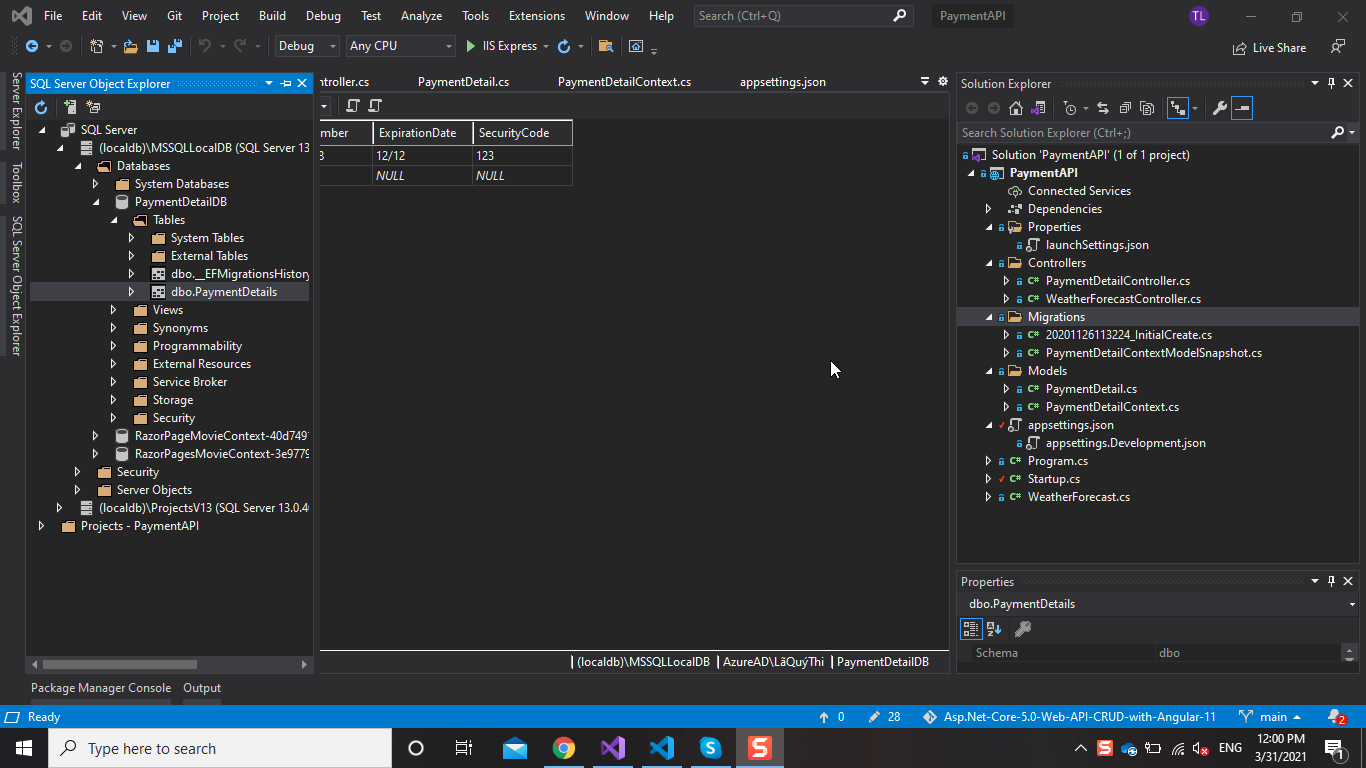 File Edit View Git Project Build Debug Test Analyze Tools Extensions Window Help Search (Ctrl+Q) PaymentAPI TL
Debug Any CPU IIS Express Live Share
Server Explorer
Toolbox
SQL Server Object Explorer
SQL Server Object Explorer
SQL Server
(localdb)\MSSQLLocalDB (SQL Server 13
Databases
System Databases
PaymentDetailDB
Tables
System Tables
External Tables
dbo.__EFMigrationsHistory
dbo.PaymentDetails
Views
Synonyms
Programmability
External Resources
Service Broker
Storage
Security
RazorPageMovieContext-40d749
RazorPagesMovieContext-3e9779
Security
Server Objects
(localdb)\ProjectsV13 (SQL Server 13.0.4
Projects - PaymentAPI
ntroller.cs PaymentDetail.cs PaymentDetailContext.cs appsettings.json
mber ExpirationDate SecurityCode
3 12/12 123
NULL NULL
(localdb)\MSSQLLocalDB AzureAD\LãQuýThi PaymentDetailDB
Solution Explorer
Search Solution Explorer (Ctrl+;)
Solution 'PaymentAPI' (1 of 1 project)
PaymentAPI
Connected Services
Dependencies
Properties
launchSettings.json
Controllers
C# PaymentDetailController.cs
C# WeatherForecastController.cs
Migrations
C# 20201126113224_InitialCreate.cs
C# PaymentDetailContextModelSnapshot.cs
Models
C# PaymentDetail.cs
C# PaymentDetailContext.cs
appsettings.json
appsettings.Development.json
C# Program.cs
C# Startup.cs
C# WeatherForecast.cs
Properties
dbo.PaymentDetails
Schema dbo
Package Manager Console Output
Ready 0 28 Asp.Net-Core-5.0-Web-API-CRUD-with-Angular-11 main 2
Type here to search ENG 12:00 PM
3/31/2021 1